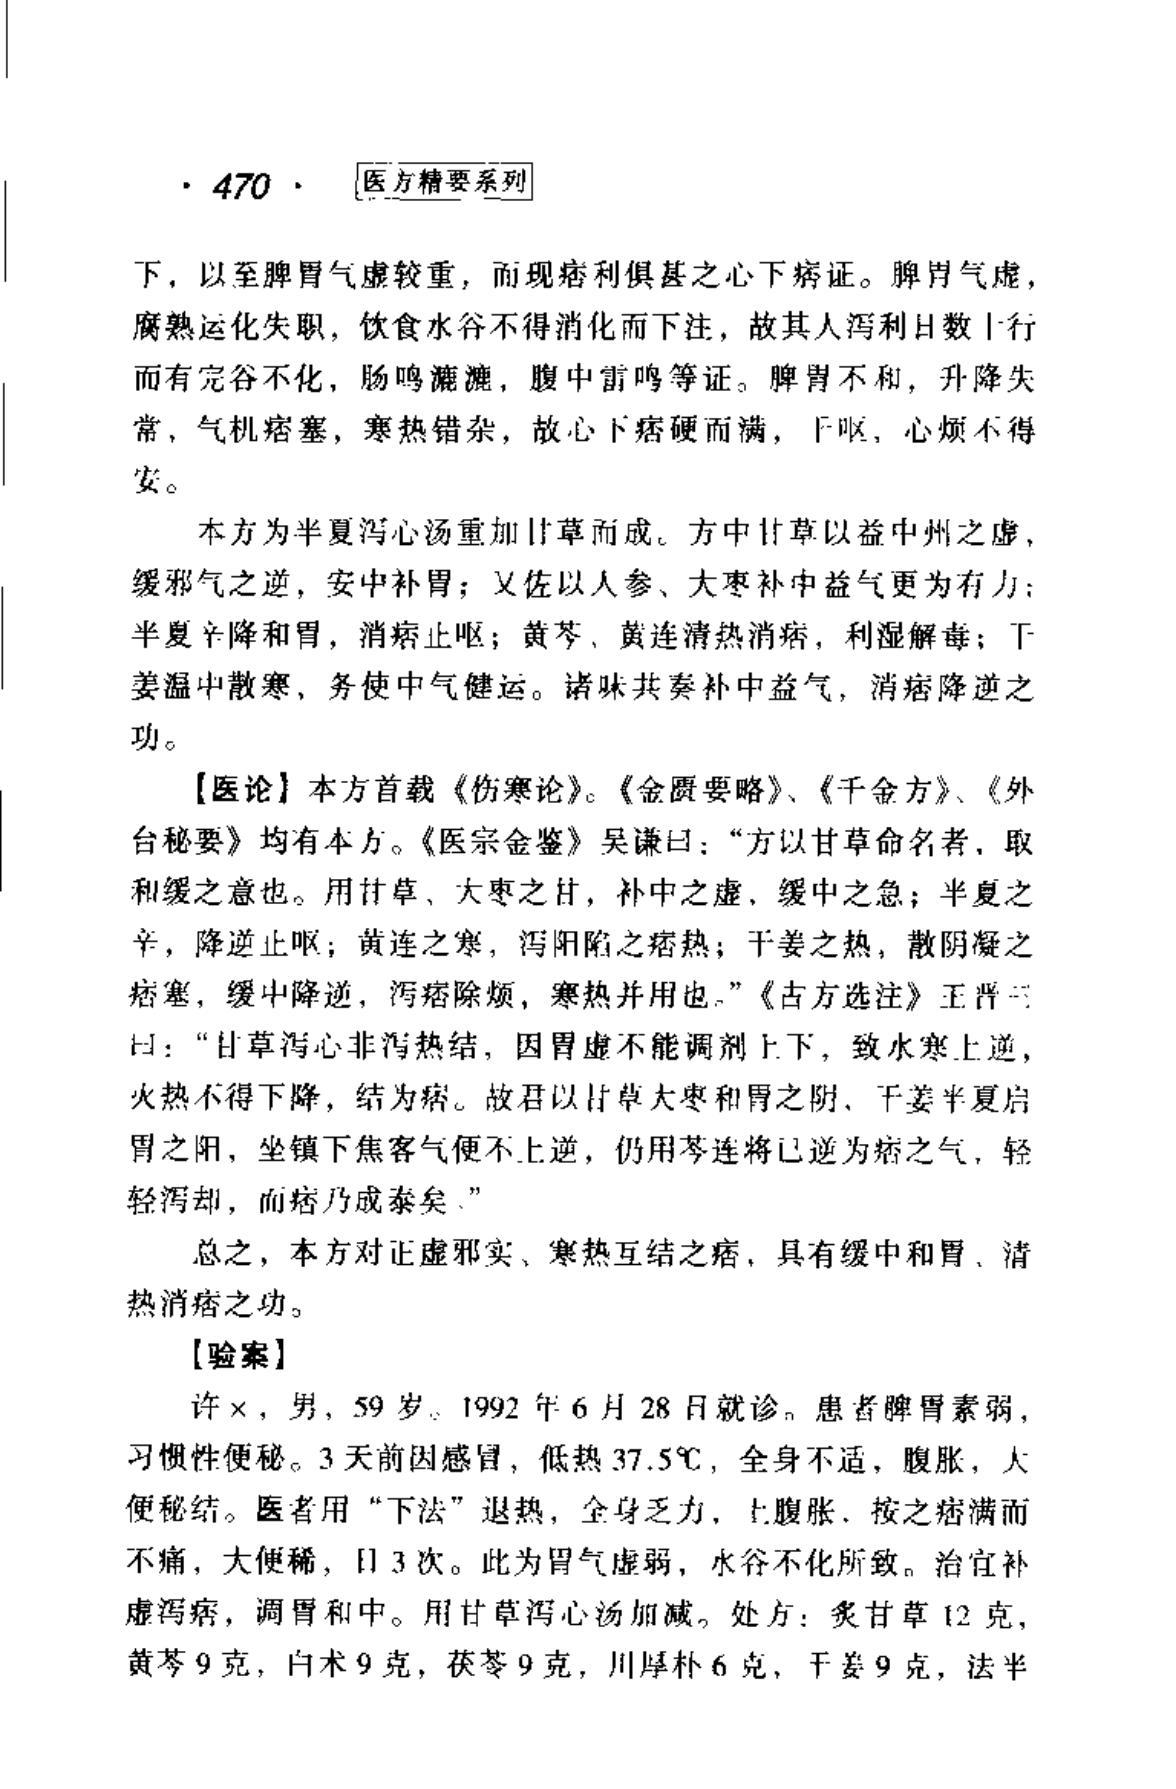 · 470 · 医方精要系列
下，以至脾胃气虚较重，而现痞利俱甚之心下痞证。脾胃气虚，
腐熟运化失职，饮食水谷不得消化而下注，故其人泻利日数十行
而有完谷不化，肠鸣漉漉，腹中雷鸣等证。脾胃不和，升降失
常，气机痞塞，寒热错杂，故心下痞硬而满，干呕，心烦不得
安。
本方为半夏泻心汤重加甘草而成。方中甘草以益中州之虚，
缓邪气之逆，安中补胃；又佐以人参、大枣补中益气更为有力；
半夏辛降和胃，消痞止呕；黄芩、黄连清热消痞，利湿解毒；干
姜温中散寒，务使中气健运。诸味共奏补中益气，消痞降逆之
功。
【医论】本方首载《伤寒论》。《金匮要略》、《千金方》、《外
台秘要》均有本方。《医宗金鉴》吴谦曰：“方以甘草命名者，取
和缓之意也。用甘草、大枣之甘，补中之虚，缓中之急；半夏之
辛，降逆止呕；黄连之寒，泻阳陷之痞热；干姜之热，散阴凝之
痞塞，缓中降逆，泻痞除烦，寒热并用也。”《古方选注》王晋三
曰：“甘草泻心非泻热结，因胃虚不能调剂上下，致水寒上逆，
火热不得下降，结为痞。故君以甘草大枣和胃之阴，干姜半夏启
胃之阳，坐镇下焦客气便不上逆，仍用芩连将已逆为痞之气，轻
轻泻却，而痞乃成泰矣。”
总之，本方对正虚邪实、寒热互结之痞，具有缓中和胃、清
热消痞之功。
【验案】
许×，男，59 岁。1992 年 6 月 28 日就诊。患者脾胃素弱，
习惯性便秘。3 天前因感冒，低热 37.5℃，全身不适，腹胀，大
便秘结。医者用“下法”退热，全身乏力，上腹胀，按之痞满而
不痛，大便稀，日 3 次。此为胃气虚弱，水谷不化所致。治宜补
虚泻痞，调胃和中。用甘草泻心汤加减。处方：炙甘草 12 克，
黄芩 9 克，白术 9 克，茯苓 9 克，川厚朴 6 克，干姜 9 克，法半